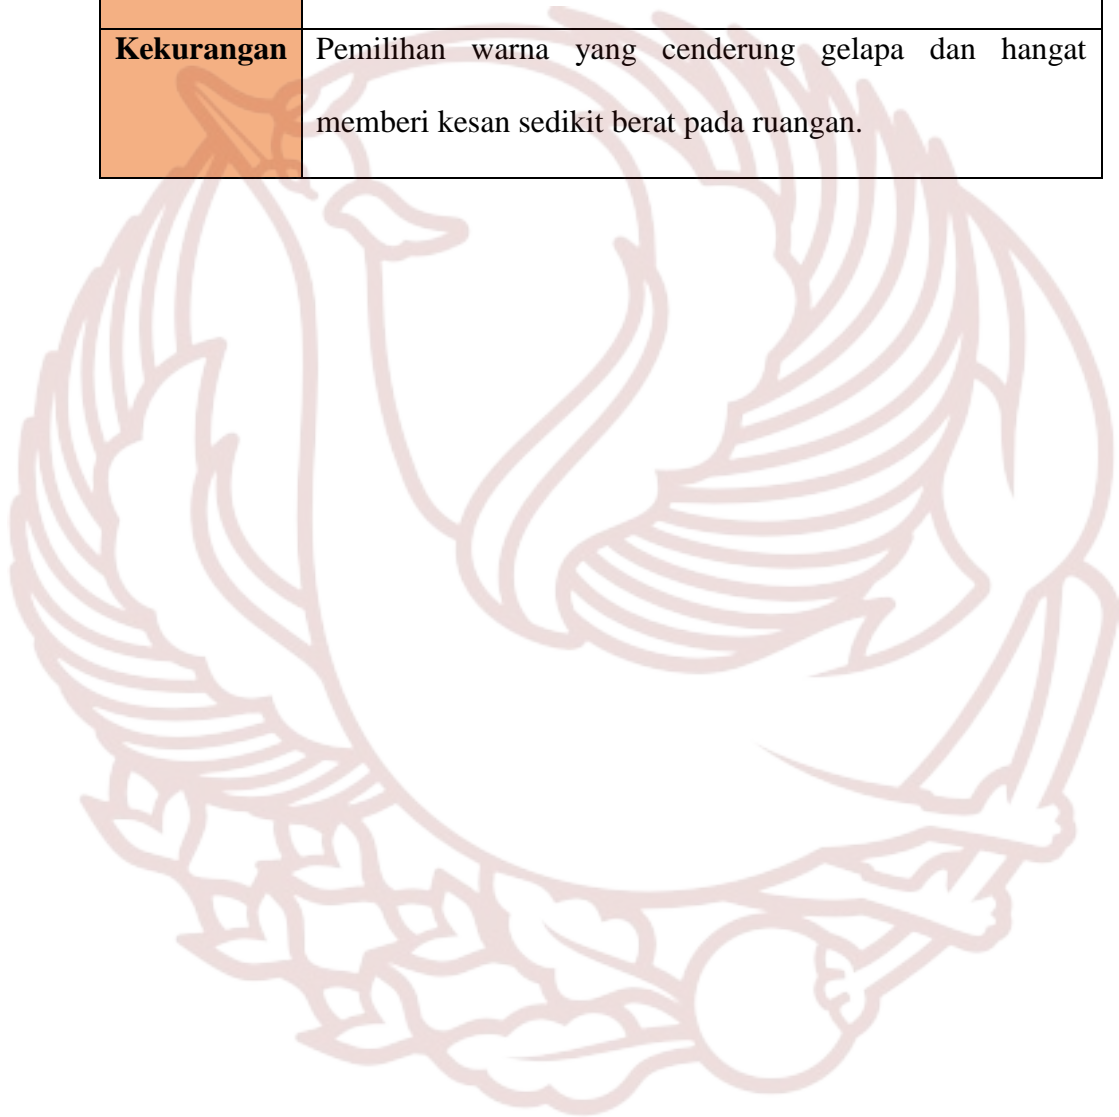 Kekurangan Pemilihan warna yang cenderung gelapa dan hangat
memberi kesan sedikit berat pada ruangan.